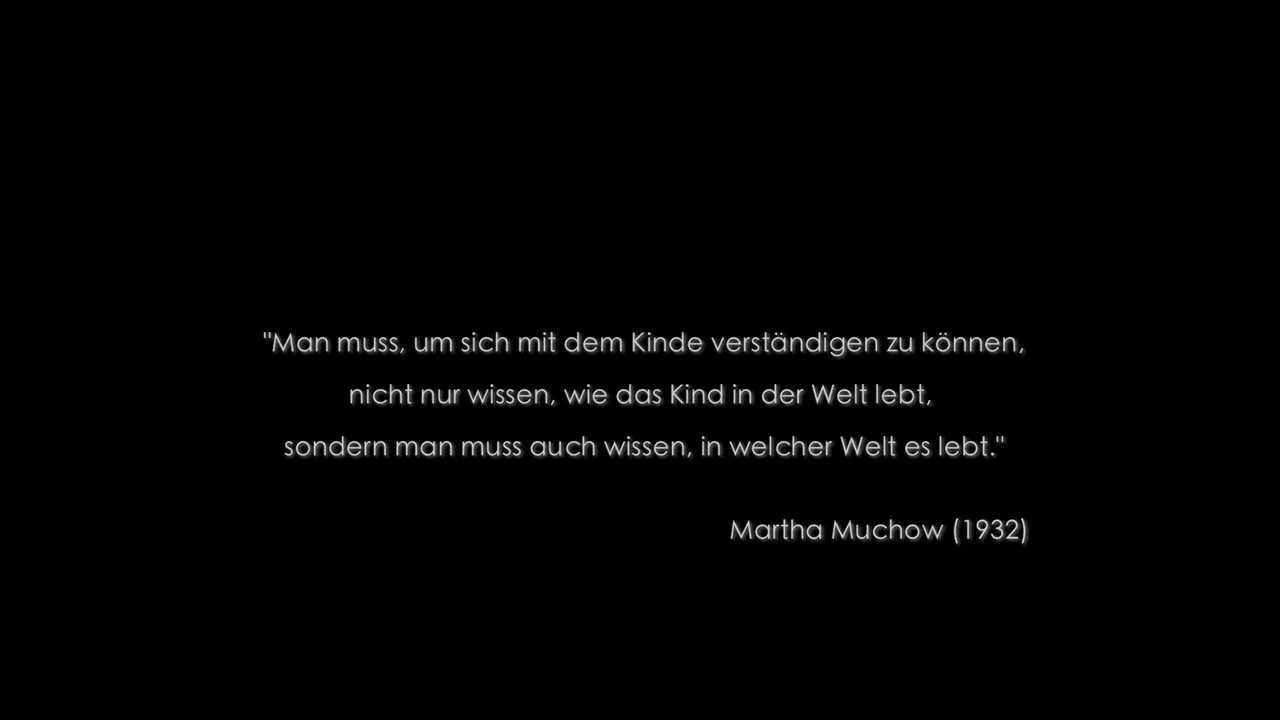 "Man muss, um sich mit dem Kinde verständigen zu können,
nicht nur wissen, wie das Kind in der Welt lebt,
sondern man muss auch wissen, in welcher Welt es lebt."
Martha Muchow (1932)